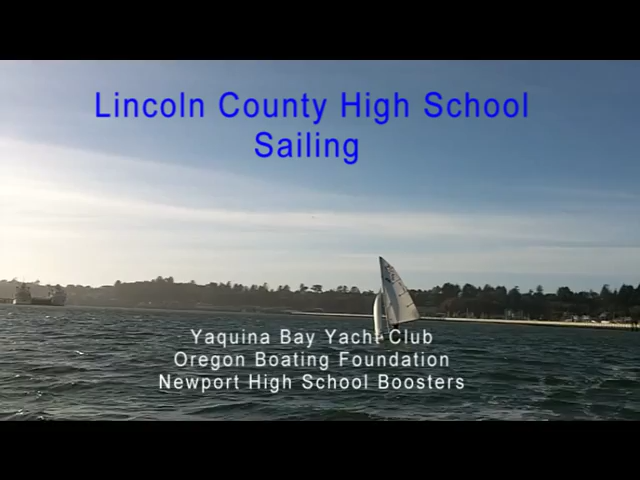 Lincoln County High School
Sailing
Yaquina Bay Yacht Club
Oregon Boating Foundation
Newport High School Boosters